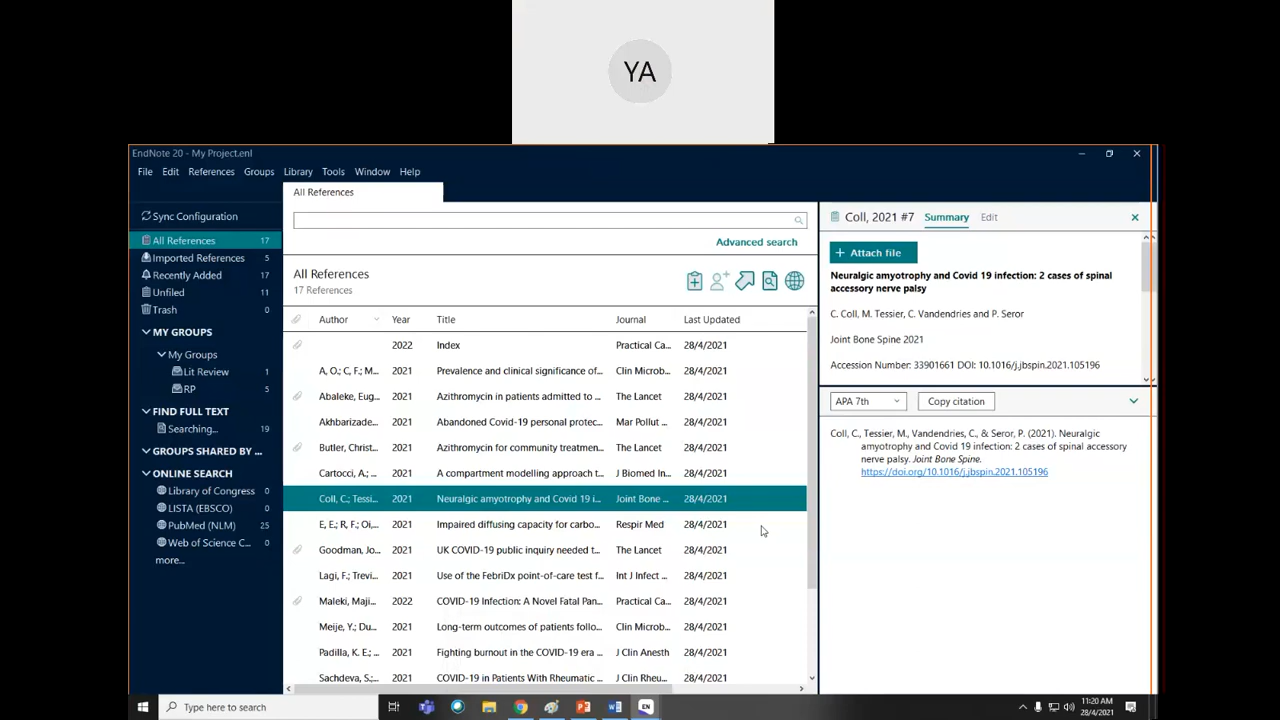 YA
EndNote 20 - My Project.enl
File Edit References Groups Library Tools Window Help
All References
Sync Configuration
All References 17
Imported References 5
Recently Added 17
Unfiled 11
Trash 0
MY GROUPS
My Groups
Lit Review 1
RP 5
FIND FULL TEXT
Searching... 19
GROUPS SHARED BY ...
ONLINE SEARCH
Library of Congress 0
LISTA (EBSCO) 0
PubMed (NLM) 25
Web of Science C... 0
more...
Advanced search
All References
17 References
Author Year Title Journal Last Updated
2022 Index Practical Ca... 28/4/2021
A, O.; C, F.; M... 2021 Prevalence and clinical significance of... Clin Microb... 28/4/2021
Abaleke, Eug... 2021 Azithromycin in patients admitted to ... The Lancet 28/4/2021
Akhbarizade... 2021 Abandoned Covid-19 personal protec... Mar Pollut ... 28/4/2021
Butler, Christ... 2021 Azithromycin for community treatmen... The Lancet 28/4/2021
Cartocci, A.; ... 2021 A compartment modelling approach t... J Biomed In... 28/4/2021
Coll, C.; Tessi... 2021 Neuralgic amyotrophy and Covid 19 i... Joint Bone ... 28/4/2021
E, E.; R, F.; Oi,... 2021 Impaired diffusing capacity for carbo... Respir Med 28/4/2021
Goodman, Jo... 2021 UK COVID-19 public inquiry needed t... The Lancet 28/4/2021
Lagi, F.; Trevi... 2021 Use of the FebriDx point-of-care test f... Int J Infect ... 28/4/2021
Maleki, Maji... 2022 COVID-19 Infection: A Novel Fatal Pan... Practical Ca... 28/4/2021
Meije, Y.; Du... 2021 Long-term outcomes of patients follo... Clin Microb... 28/4/2021
Padilla, K. E.; ... 2021 Fighting burnout in the COVID-19 era ... J Clin Anesth 28/4/2021
Sachdeva, S.;... 2021 COVID-19 in Patients With Rheumatic ... J Clin Rheu... 28/4/2021
Coll, 2021 #7 Summary Edit
+ Attach file
Neuralgic amyotrophy and Covid 19 infection: 2 cases of spinal
accessory nerve palsy
C. Coll, M. Tessier, C. Vandendries and P. Seror
Joint Bone Spine 2021
Accession Number: 33901661 DOI: 10.1016/j.jbspin.2021.105196
APA 7th Copy citation
Coll, C., Tessier, M., Vandendries, C., & Seror, P. (2021). Neuralgic
amyotrophy and Covid 19 infection: 2 cases of spinal accessory
nerve palsy. Joint Bone Spine.
https://doi.org/10.1016/j.jbspin.2021.105196
Type here to search
EN
11:20 AM
28/4/2021